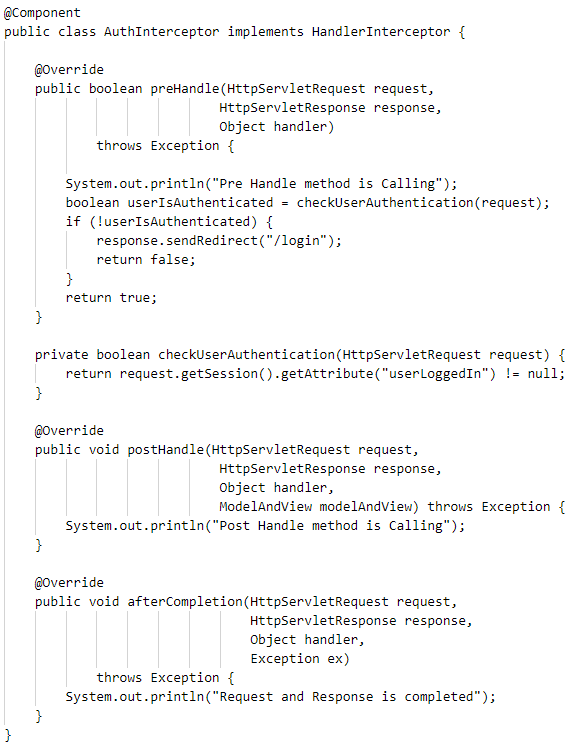 @Component
public class AuthInterceptor implements HandlerInterceptor {
@Override
public boolean preHandle(HttpServletRequest request,
HttpServletResponse response,
Object handler)
throws Exception {
System.out.println("Pre Handle method is Calling");
boolean userIsAuthenticated = checkUserAuthentication(request);
if (!userIsAuthenticated) {
response.sendRedirect("/login");
return false;
}
return true;
}
private boolean checkUserAuthentication(HttpServletRequest request) {
return request.getSession().getAttribute("userLoggedIn") != null;
}
@Override
public void postHandle(HttpServletRequest request,
HttpServletResponse response,
Object handler,
ModelAndView modelAndView) throws Exception {
System.out.println("Post Handle method is Calling");
}
@Override
public void afterCompletion(HttpServletRequest request,
HttpServletResponse response,
Object handler,
Exception ex)
throws Exception {
System.out.println("Request and Response is completed");
}
}